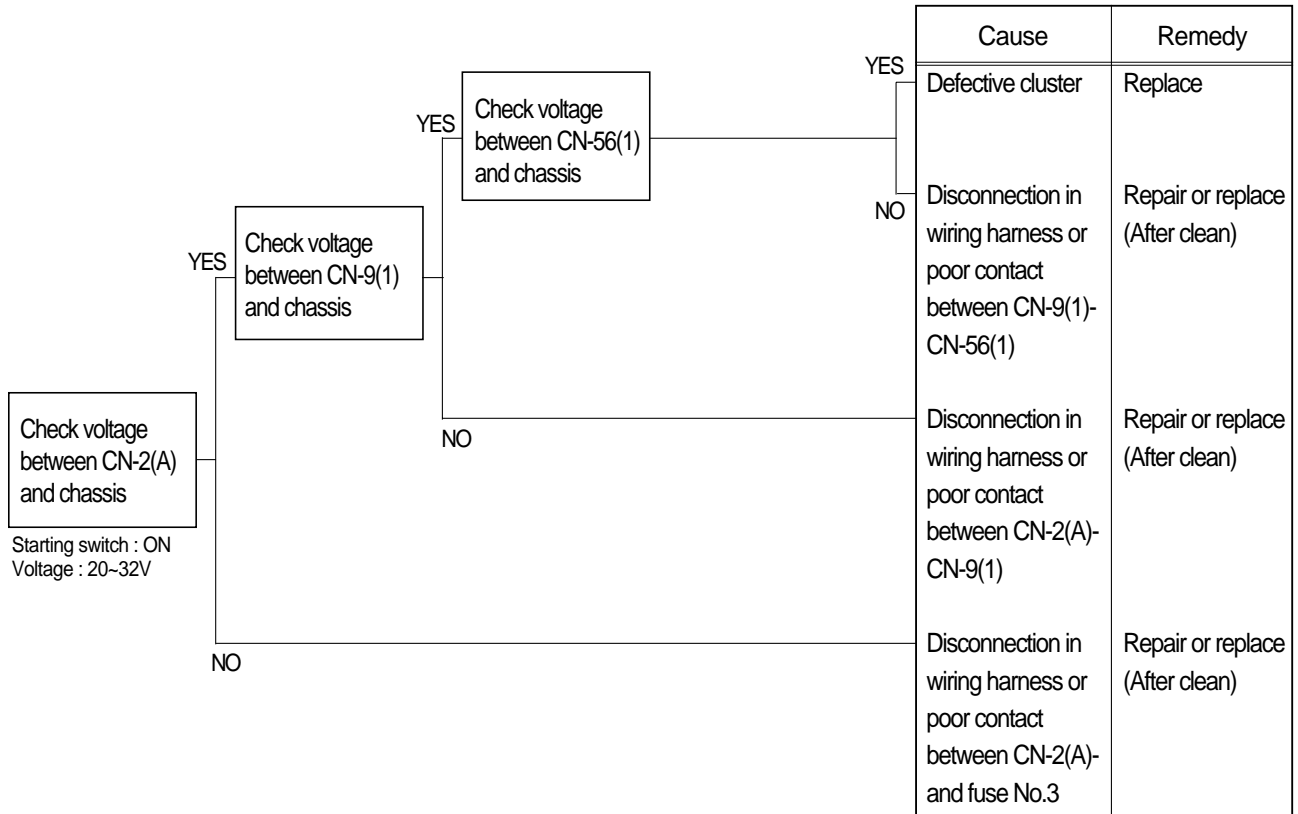 Cause
Remedy
YES
Defective cluster
Replace
YES
Check voltage
between CN-56(1)
and chassis
NO
Disconnection in
wiring harness or
poor contact
between CN-9(1)-
CN-56(1)
Repair or replace
(After clean)
YES
Check voltage
between CN-9(1)
and chassis
NO
Disconnection in
wiring harness or
poor contact
between CN-2(A)-
CN-9(1)
Repair or replace
(After clean)
Check voltage
between CN-2(A)
and chassis
Starting switch : ON
Voltage : 20~32V
NO
Disconnection in
wiring harness or
poor contact
between CN-2(A)-
and fuse No.3
Repair or replace
(After clean)